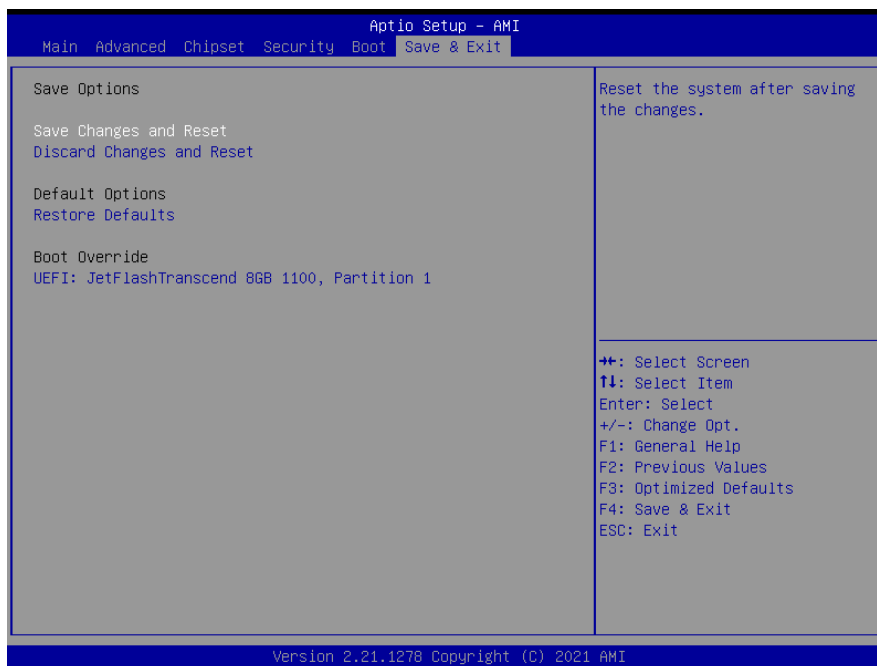 Aptio Setup - AMI
Main Advanced Chipset Security Boot Save & Exit
Save Options
Save Changes and Reset
Discard Changes and Reset
Default Options
Restore Defaults
Boot Override
UEFI: JetFlashTranscend 8GB 1100, Partition 1
Reset the system after saving
the changes.
→←: Select Screen
↑↓: Select Item
Enter: Select
+/-: Change Opt.
F1: General Help
F2: Previous Values
F3: Optimized Defaults
F4: Save & Exit
ESC: Exit
Version 2.21.1278 Copyright (C) 2021 AMI